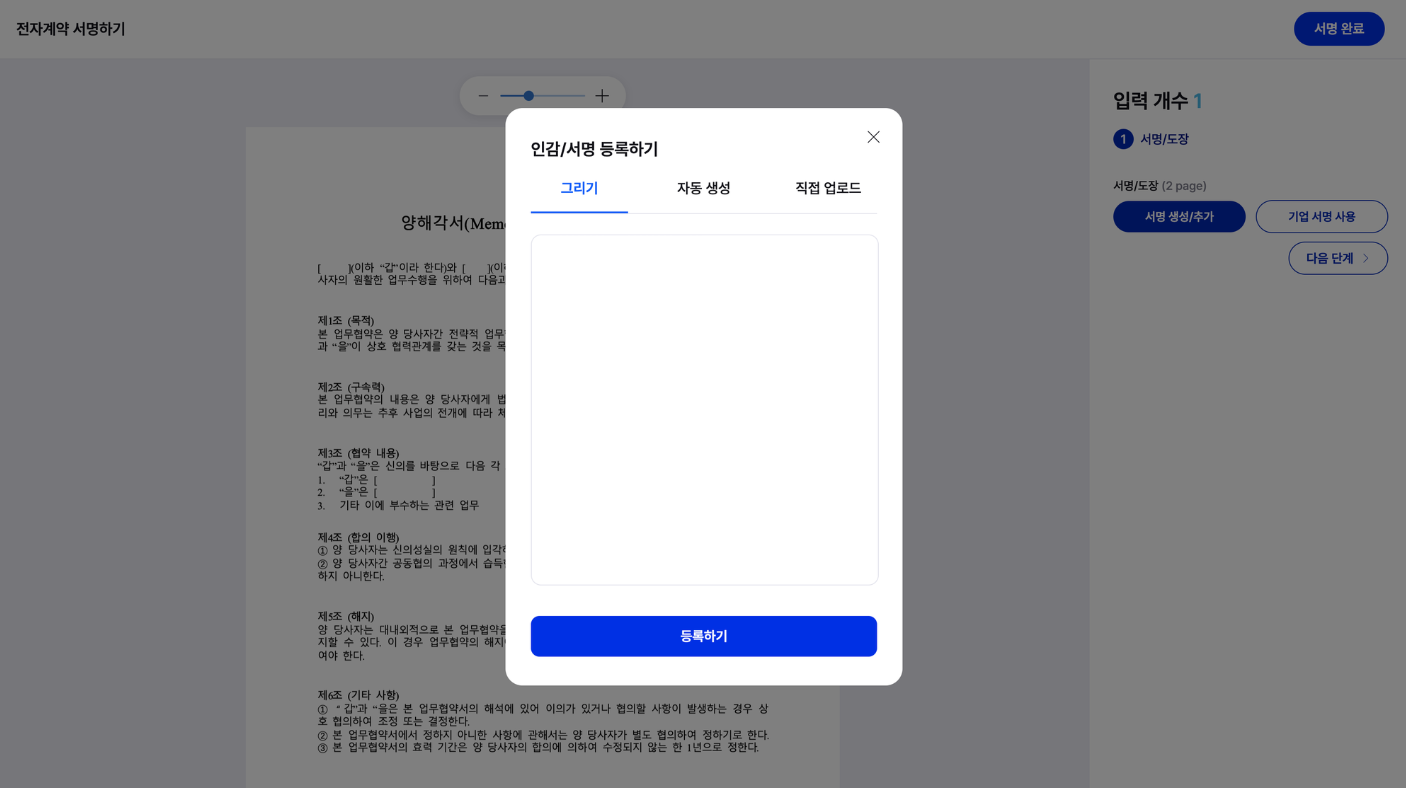 전자계약 서명하기
서명 완료
입력 개수 1
1 서명/도장
서명/도장 (2 page)
서명 생성/추가
기업 서명 사용
다음 단계
인감/서명 등록하기
그리기
자동 생성
직접 업로드
등록하기
양해각서(Mem
[ ](이하 “갑”이라 한다)와 [ ](이
사자의 원활한 업무수행을 위하여 다음과
제1조 (목적)
본 업무협약은 양 당사자간 전략적 업무
과 “을”이 상호 협력관계를 갖는 것을 목
제2조 (구속력)
본 업무협약의 내용은 양 당사자에게 법
리와 의무는 추후 사업의 전개에 따라 체
제3조 (협약 내용)
“갑”과 “을”은 신의를 바탕으로 다음 각
1. “갑”은 [ ]
2. “을”은 [ ]
3. 기타 이에 부수하는 관련 업무
제4조 (합의 이행)
① 양 당사자는 신의성실의 원칙에 입각
② 양 당사자간 공동협의 과정에서 습득
하지 아니한다.
제5조 (해지)
양 당사자는 대내외적으로 본 업무협약을
지할 수 있다. 이 경우 업무협약의 해지
여야 한다.
제6조 (기타 사항)
① “ 갑”과 “을은 본 업무협약서의 해석에 있어 이의가 있거나 협의할 사항이 발생하는 경우 상
호 협의하여 조정 또는 결정한다.
② 본 업무협약서에서 정하지 아니한 사항에 관해서는 양 당사자가 별도 협의하여 정하기로 한다.
③ 본 업무협약서의 효력 기간은 양 당사자의 합의에 의하여 수정되지 않는 한 1년으로 정한다.